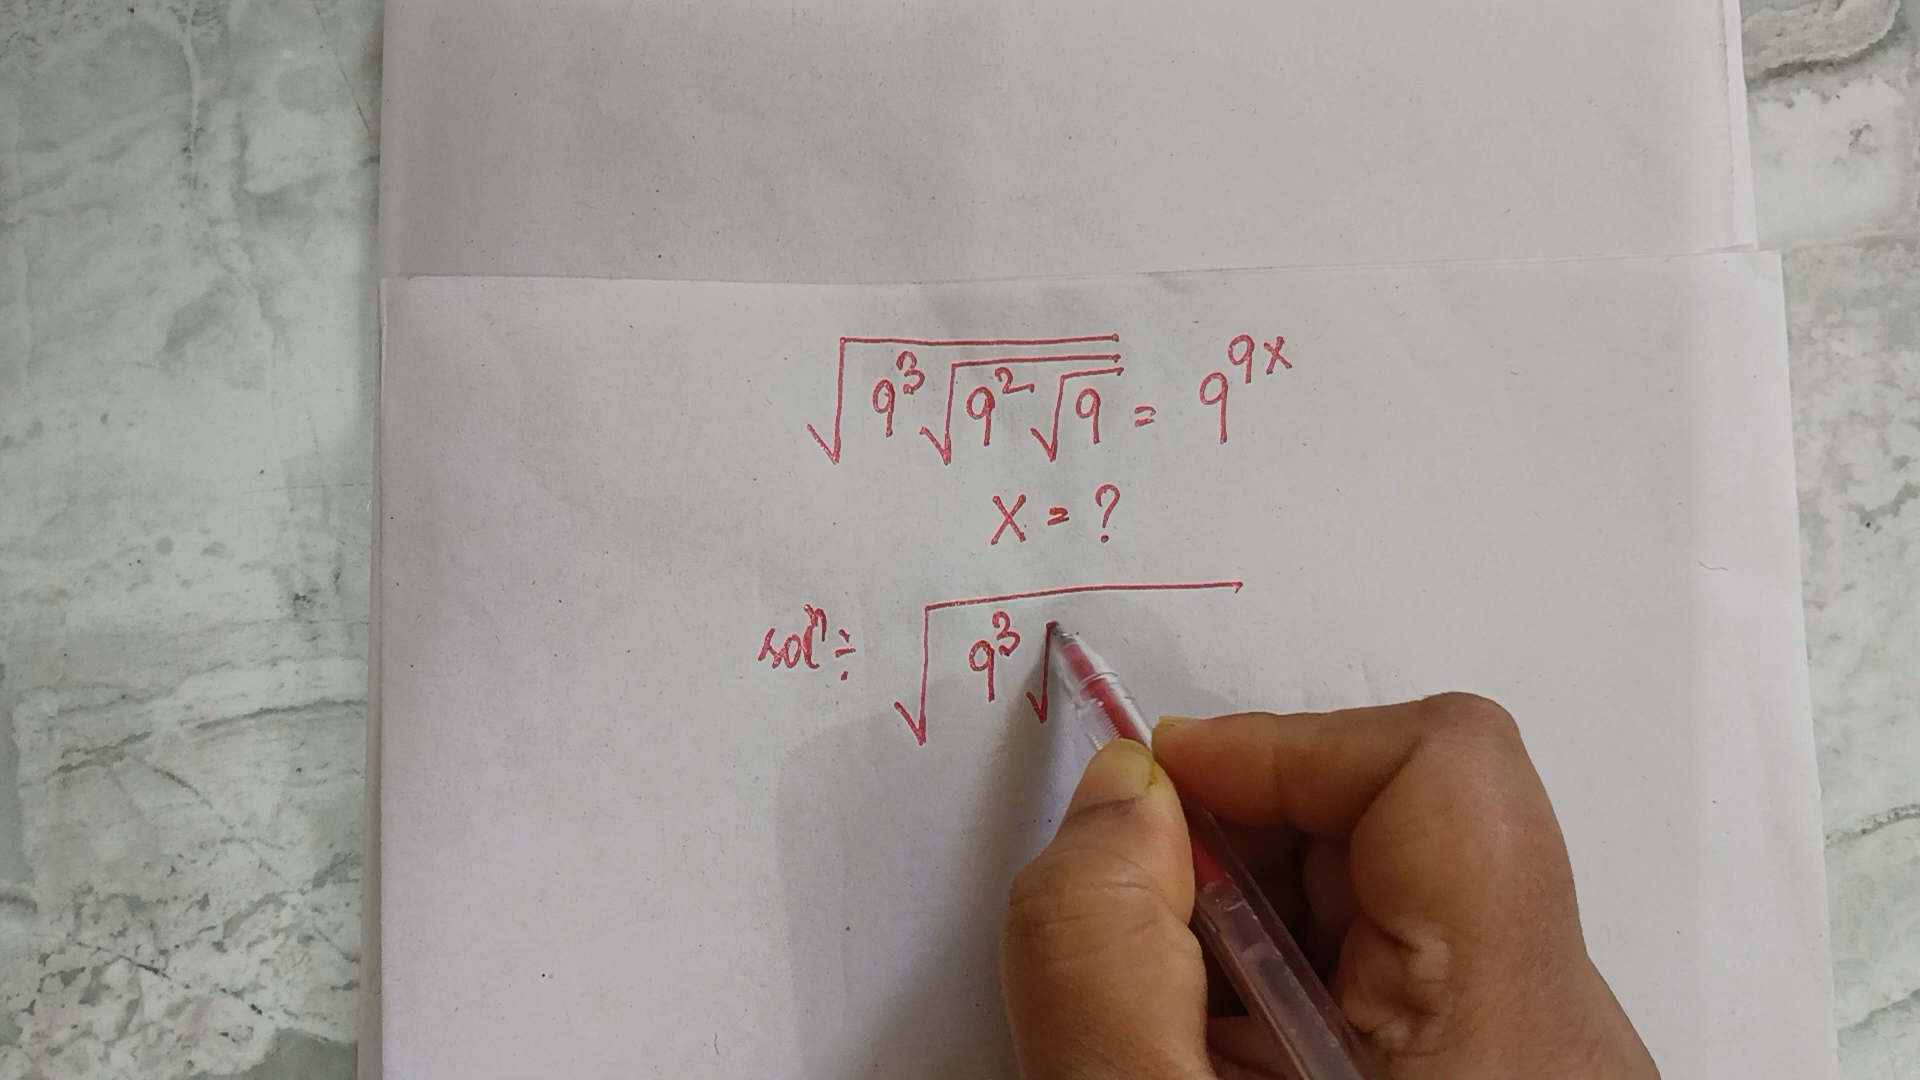 √(9³√(9²√9)) = 9^(9x)
x = ?
solⁿ ÷ √(9³√